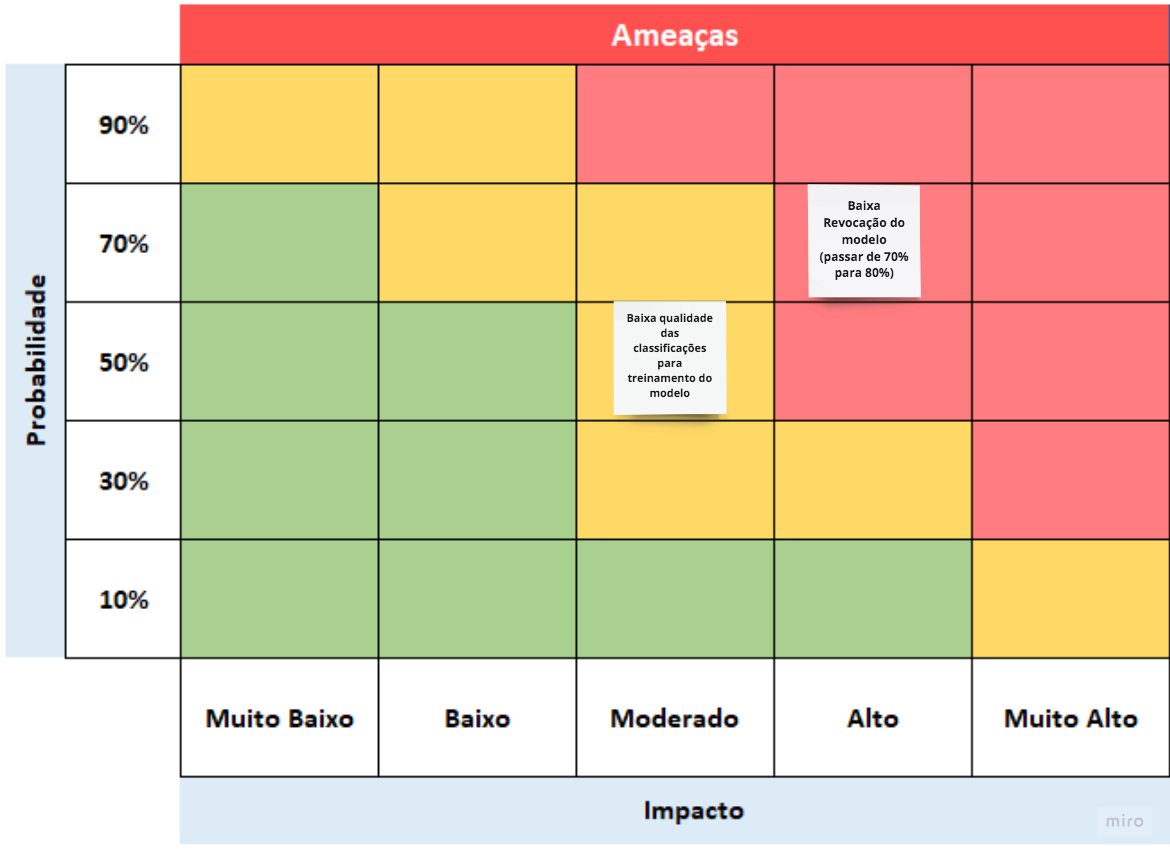 Ameaças
Probabilidade
90%
70%
Baixa
Revocação do
modelo
(passar de 70%
para 80%)
50%
Baixa qualidade
das
classificações
para
treinamento do
modelo
30%
10%
Muito Baixo
Baixo
Moderado
Alto
Muito Alto
Impacto
miro